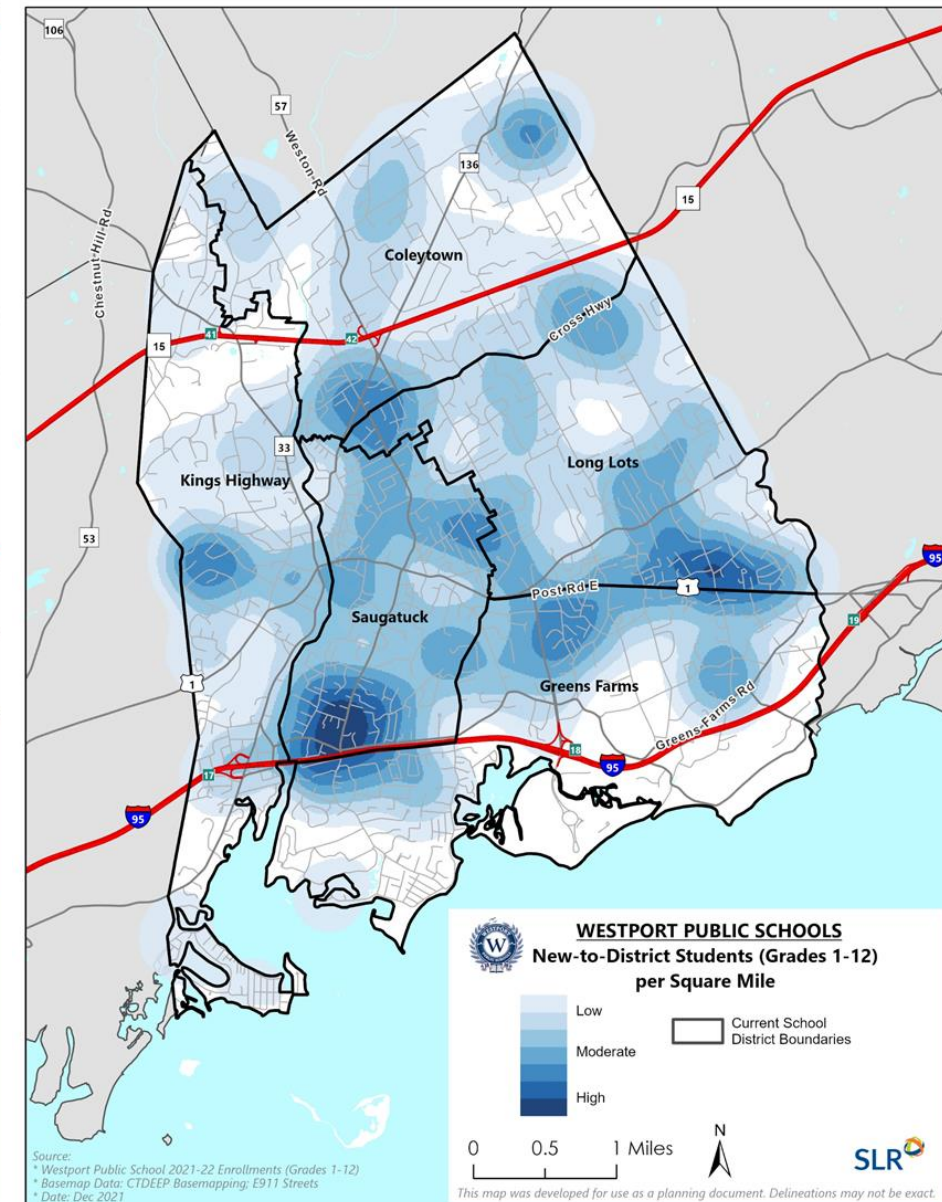 106
57
Weston-Rd
136
15
Chestnut-Hill-Rd
Coleytown
Cross Hwy
41
42
15
33
Kings Highway
Long Lots
53
95
Post Rd E
1
Saugatuck
19
1
Greens Farms
Greens-Farms Rd
17
18
95
95
W
WESTPORT PUBLIC SCHOOLS
New-to-District Students (Grades 1-12)
per Square Mile
Low
Moderate
High
Current School
District Boundaries
0 0.5 1 Miles
N
SLR
Source:
* Westport Public School 2021-22 Enrollments (Grades 1-12)
* Basemap Data: CTDEEP Basemapping; E911 Streets
* Date: Dec 2021
This map was developed for use as a planning document. Delineations may not be exact.